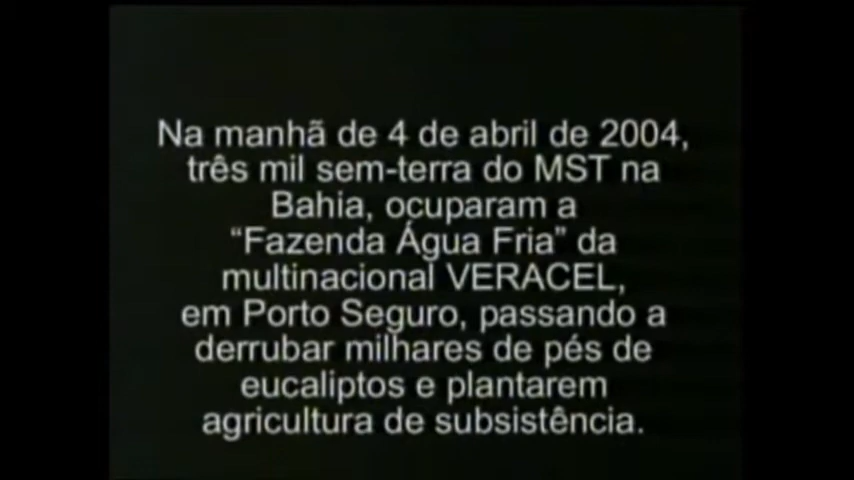 Na manhã de 4 de abril de 2004,
três mil sem-terra do MST na
Bahia, ocuparam a
“Fazenda Água Fria” da
multinacional VERACEL,
em Porto Seguro, passando a
derrubar milhares de pés de
eucaliptos e plantarem
agricultura de subsistência.